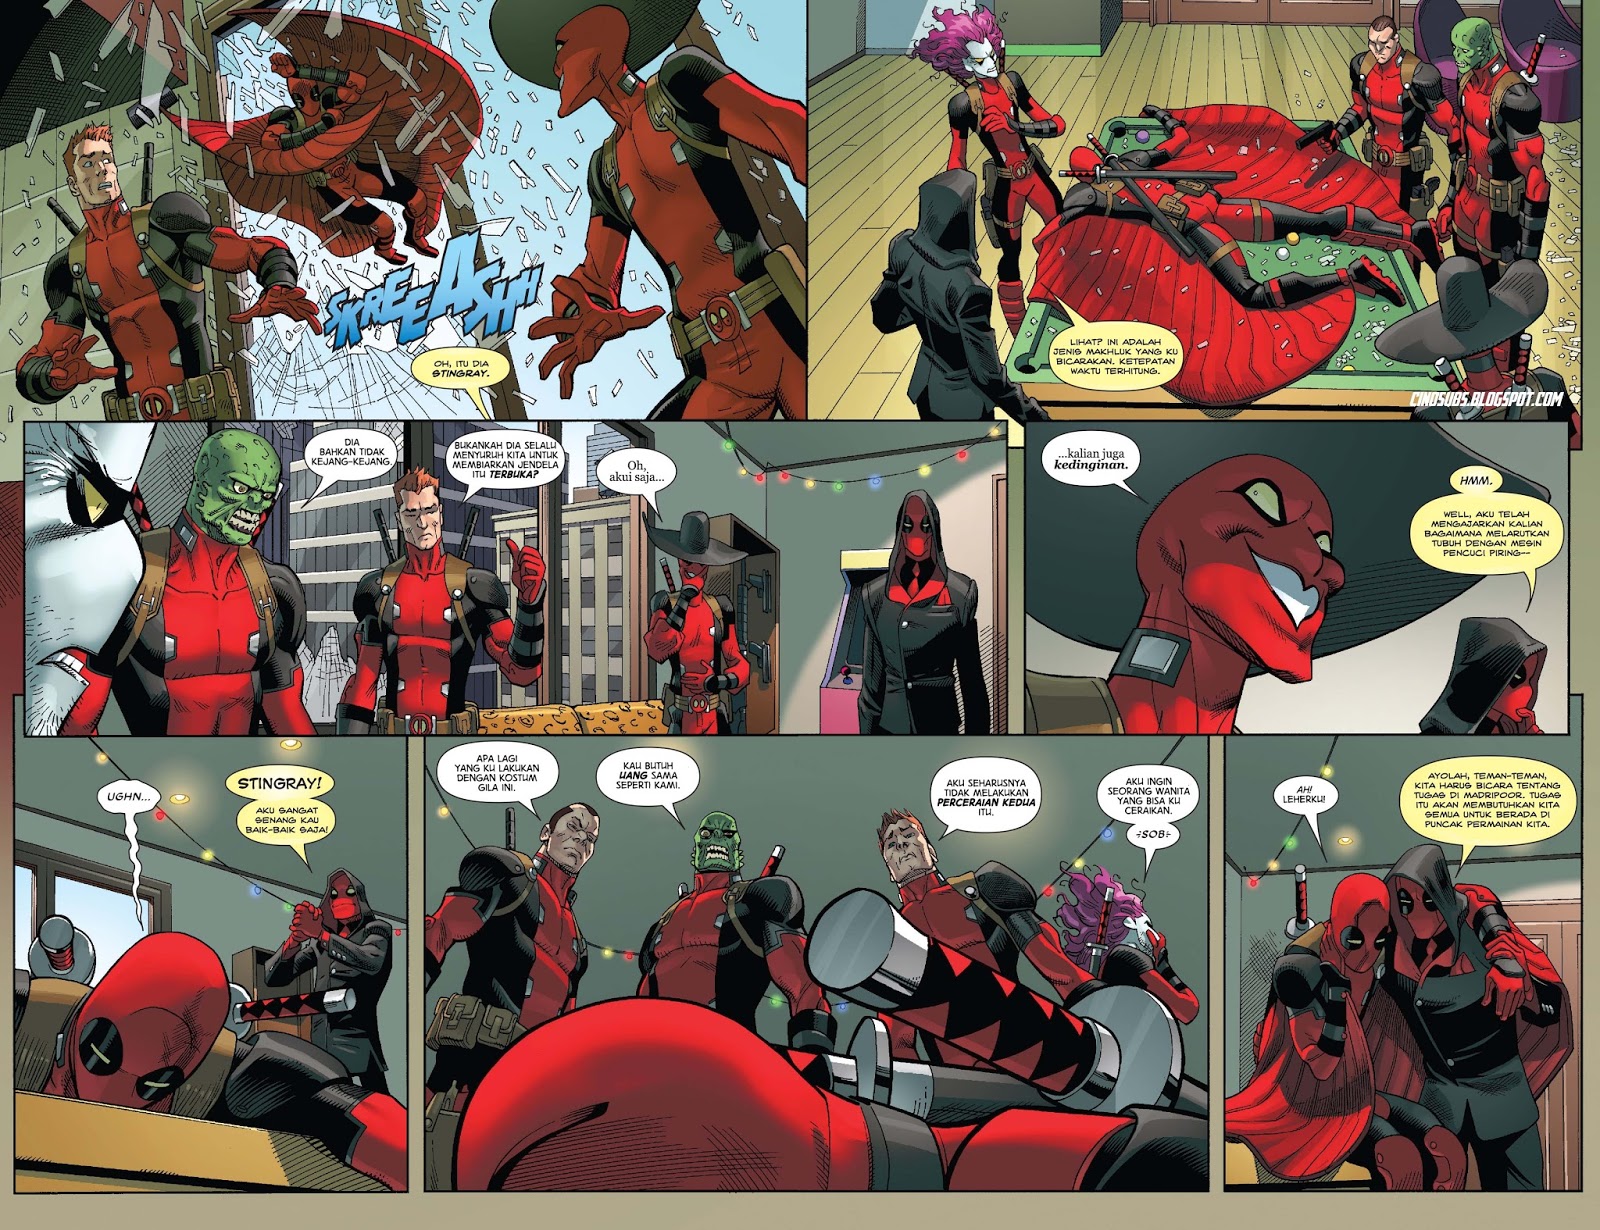 SKREEEASHH
OH, ITU DIA
STINGRAY.
LIHAT? INI ADALAH
JENIS MAKHLUK YANG KU
BICARAKAN. KETEPATAN
WAKTU TERHITUNG.
CINOSUBS.BLOGSPOT.COM
DIA
BAHKAN TIDAK
KEJANG-KEJANG.
BUKANKAH DIA SELALU
MENYURUH KITA UNTUK
MEMBIARKAN JENDELA
ITU TERBUKA?
Oh,
akui saja...
...kalian juga
kedinginan.
HMM.
WELL, AKU TELAH
MENGAJARKAN KALIAN
BAGAIMANA MELARUTKAN
TUBUH DENGAN MESIN
PENCUCI PIRING--
UGHN...
STINGRAY!
AKU SANGAT
SENANG KAU
BAIK-BAIK SAJA!
APA LAGI
YANG KU LAKUKAN
DENGAN KOSTUM
GILA INI.
KAU BUTUH
UANG SAMA
SEPERTI KAMI.
AKU SEHARUSNYA
TIDAK MELAKUKAN
PERCERAIAN KEDUA
ITU.
AKU INGIN
SEORANG WANITA
YANG BISA KU
CERAIKAN.
÷SOB÷
AH!
LEHERKU!
AYOLAH, TEMAN-TEMAN,
KITA HARUS BICARA TENTANG
TUGAS DI MADRIPOOR. TUGAS
ITU AKAN MEMBUTUHKAN KITA
SEMUA UNTUK BERADA DI
PUNCAK PERMAINAN KITA.